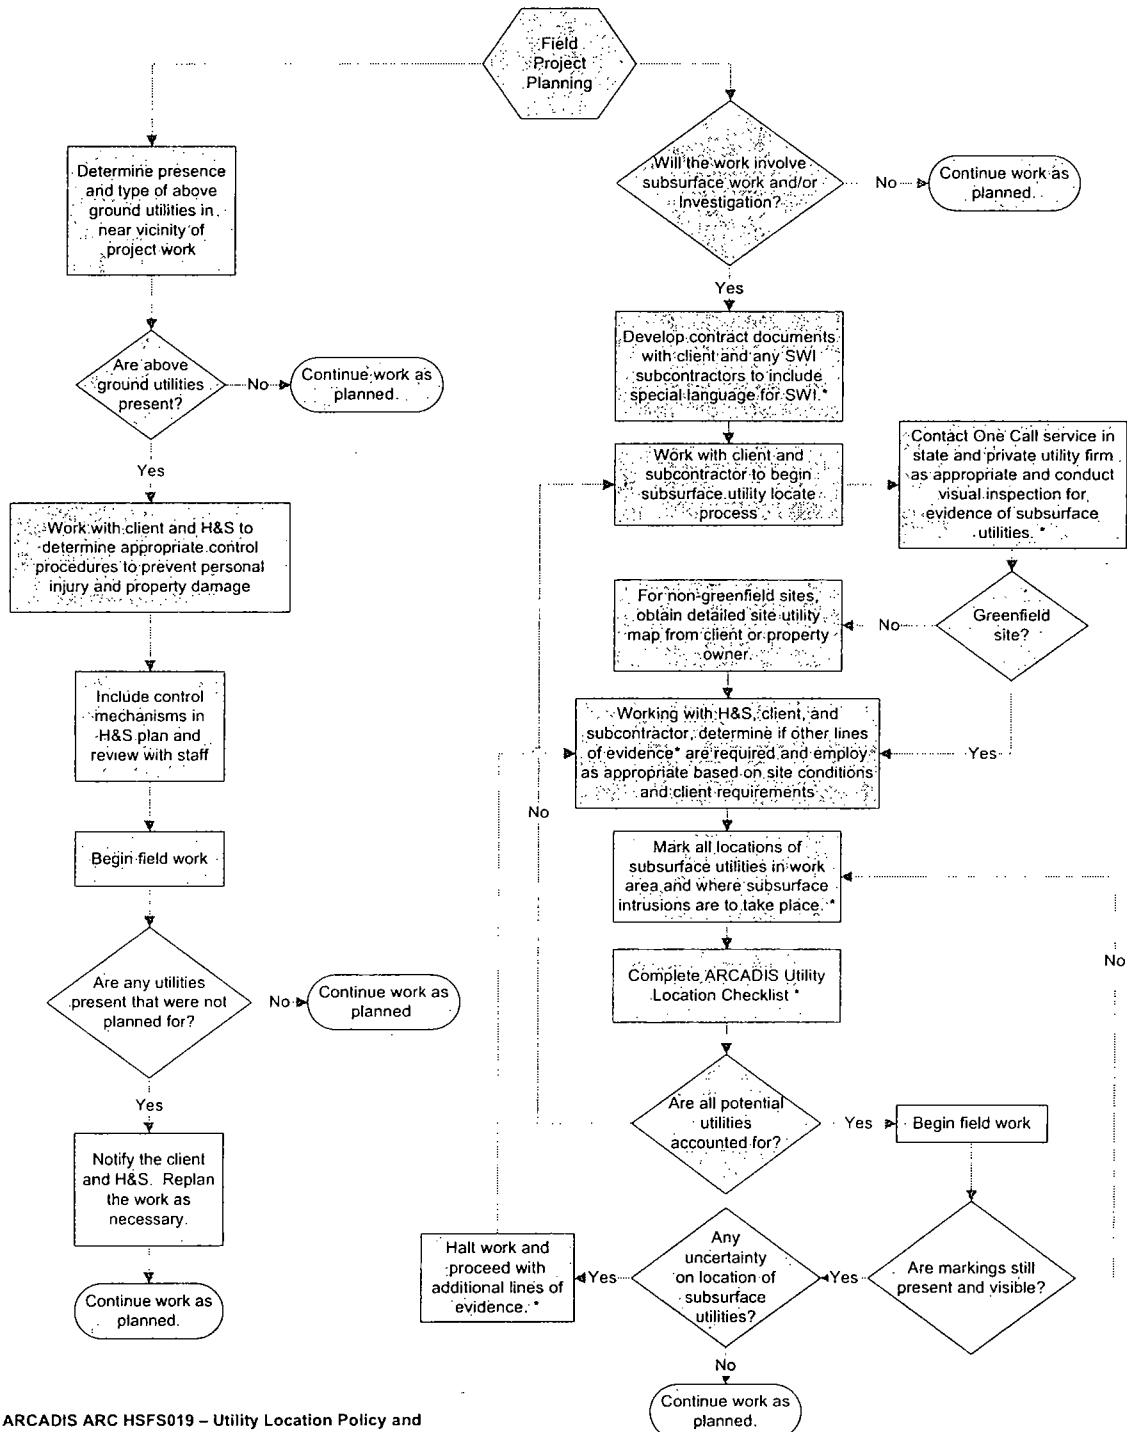 Field
Project
Planning
Determine presence
and type of above
ground utilities in
near vicinity of
project work
Are above
ground utilities
present?
No
Continue work as
planned.
Yes
Work with client and H&S to
determine appropriate control
procedures to prevent personal
injury and property damage
Include control
mechanisms in
H&S plan and
review with staff
Begin field work
Are any utilities
present that were not
planned for?
No
Continue work as
planned
Yes
Notify the client
and H&S. Replan
the work as
necessary.
Continue work as
planned.
Will the work involve
subsurface work and/or
investigation?
No
Continue work as
planned.
Yes
Develop contract documents
with client and any SWI
subcontractors to include
special language for SWI.*
Work with client and
subcontractor to begin
subsurface utility locate
process
Contact One Call service in
state and private utility firm
as appropriate and conduct
visual inspection for
evidence of subsurface
utilities. *
Greenfield
site?
No
For non-greenfield sites,
obtain detailed site utility
map from client or property
owner.
Yes
Working with H&S, client, and
subcontractor, determine if other lines
of evidence* are required and employ
as appropriate based on site conditions
and client requirements
No
Mark all locations of
subsurface utilities in work
area and where subsurface
intrusions are to take place. *
No
Complete ARCADIS Utility
Location Checklist *
Are all potential
utilities
accounted for?
Yes
Begin field work
Are markings still
present and visible?
Yes
Any
uncertainty
on location of
subsurface
utilities?
Yes
Halt work and
proceed with
additional lines of
evidence. *
No
Continue work as
planned.
ARCADIS ARC HSFS019 – Utility Location Policy and